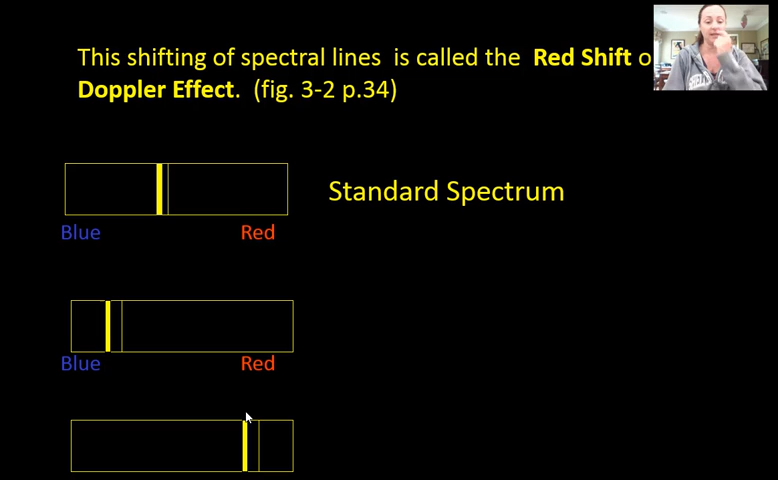 This shifting of spectral lines is called the Red Shift o
Doppler Effect. (fig. 3-2 p.34)
Standard Spectrum
Blue Red
Blue Red